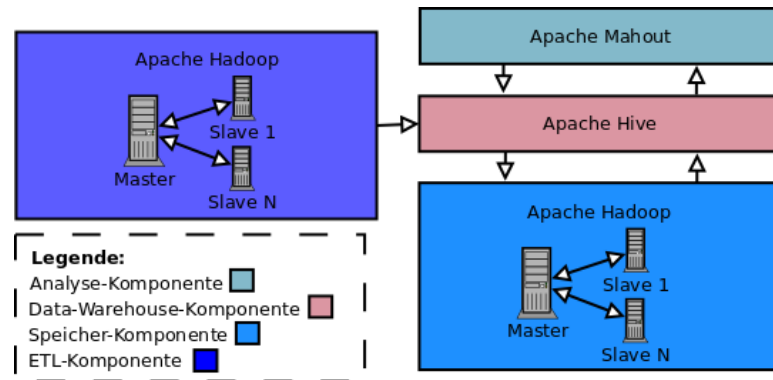 Apache Hadoop
Slave 1
Master
Slave N
Apache Mahout
Apache Hive
Apache Hadoop
Slave 1
Master
Slave N
Legende:
Analyse-Komponente
Data-Warehouse-Komponente
Speicher-Komponente
ETL-Komponente